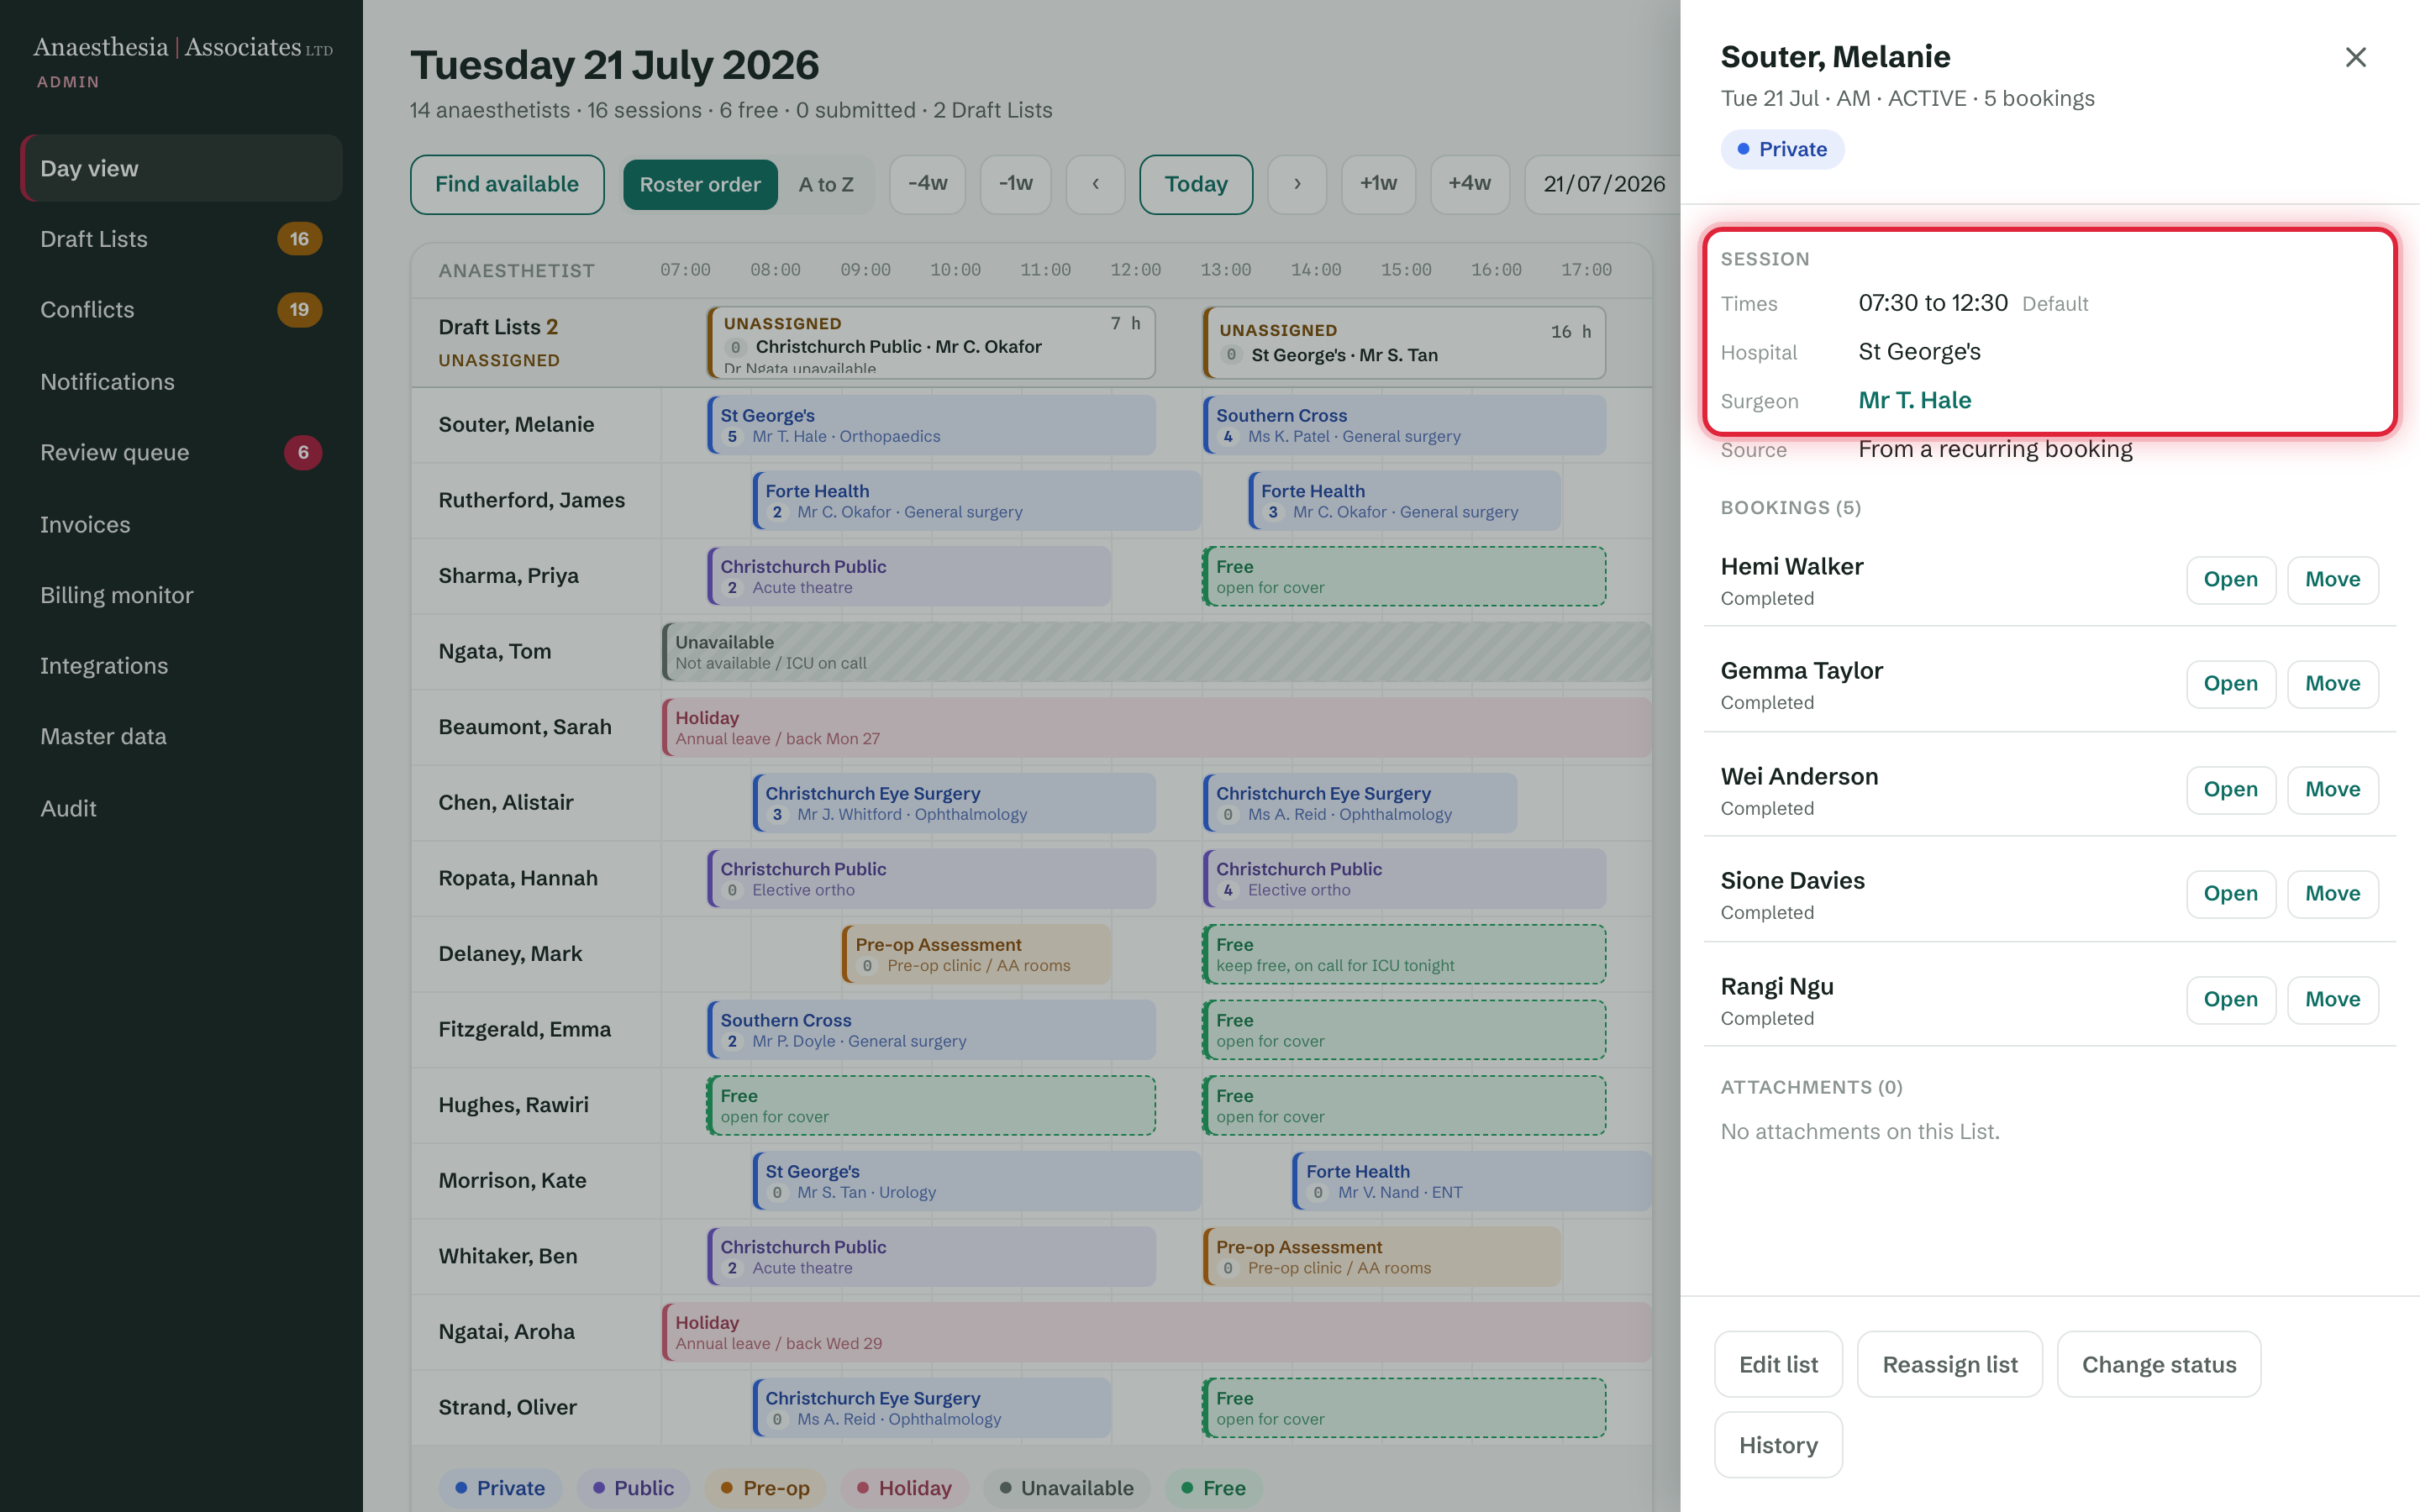 Anaesthesia | Associates LTD
ADMIN
Day view
Draft Lists 16
Conflicts 19
Notifications
Review queue 6
Invoices
Billing monitor
Integrations
Master data
Audit
Tuesday 21 July 2026
14 anaesthetists · 16 sessions · 6 free · 0 submitted · 2 Draft Lists
Find available Roster order A to Z -4w -1w ‹ Today › +1w +4w 21/07/2026
ANAESTHETIST 07:00 08:00 09:00 10:00 11:00 12:00 13:00 14:00 15:00 16:00 17:00
Draft Lists 2
UNASSIGNED
UNASSIGNED 7 h
0 Christchurch Public · Mr C. Okafor
Dr Ngata unavailable
UNASSIGNED 16 h
0 St George's · Mr S. Tan
Souter, Melanie
St George's
5 Mr T. Hale · Orthopaedics
Southern Cross
4 Ms K. Patel · General surgery
Rutherford, James
Forte Health
2 Mr C. Okafor · General surgery
Forte Health
3 Mr C. Okafor · General surgery
Sharma, Priya
Christchurch Public
2 Acute theatre
Free
open for cover
Ngata, Tom
Unavailable
Not available / ICU on call
Beaumont, Sarah
Holiday
Annual leave / back Mon 27
Chen, Alistair
Christchurch Eye Surgery
3 Mr J. Whitford · Ophthalmology
Christchurch Eye Surgery
0 Ms A. Reid · Ophthalmology
Ropata, Hannah
Christchurch Public
0 Elective ortho
Christchurch Public
4 Elective ortho
Delaney, Mark
Pre-op Assessment
0 Pre-op clinic / AA rooms
Free
keep free, on call for ICU tonight
Fitzgerald, Emma
Southern Cross
2 Mr P. Doyle · General surgery
Free
open for cover
Hughes, Rawiri
Free
open for cover
Free
open for cover
Morrison, Kate
St George's
0 Mr S. Tan · Urology
Forte Health
0 Mr V. Nand · ENT
Whitaker, Ben
Christchurch Public
2 Acute theatre
Pre-op Assessment
0 Pre-op clinic / AA rooms
Ngatai, Aroha
Holiday
Annual leave / back Wed 29
Strand, Oliver
Christchurch Eye Surgery
0 Ms A. Reid · Ophthalmology
Free
open for cover
Private Public Pre-op Holiday Unavailable Free
Souter, Melanie
Tue 21 Jul · AM · ACTIVE · 5 bookings
Private
SESSION
Times 07:30 to 12:30 Default
Hospital St George's
Surgeon Mr T. Hale
Source From a recurring booking
BOOKINGS (5)
Hemi Walker
Completed
Open Move
Gemma Taylor
Completed
Open Move
Wei Anderson
Completed
Open Move
Sione Davies
Completed
Open Move
Rangi Ngu
Completed
Open Move
ATTACHMENTS (0)
No attachments on this List.
Edit list Reassign list Change status
History